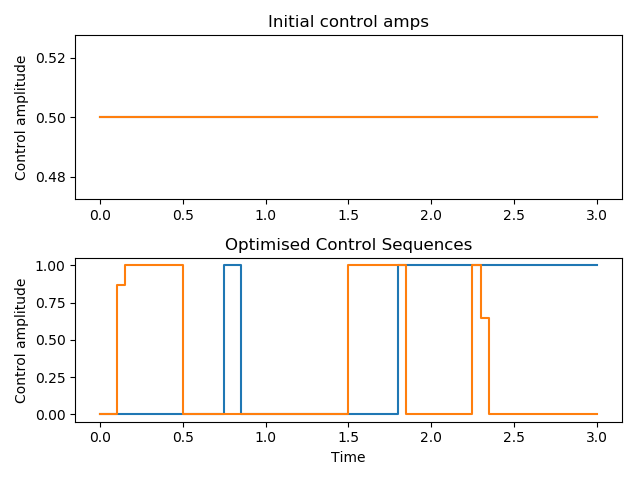 Initial control amps
Control amplitude
0.52
0.50
0.48
0.0 0.5 1.0 1.5 2.0 2.5 3.0
Optimised Control Sequences
Control amplitude
1.00
0.75
0.50
0.25
0.00
0.0 0.5 1.0 1.5 2.0 2.5 3.0
Time